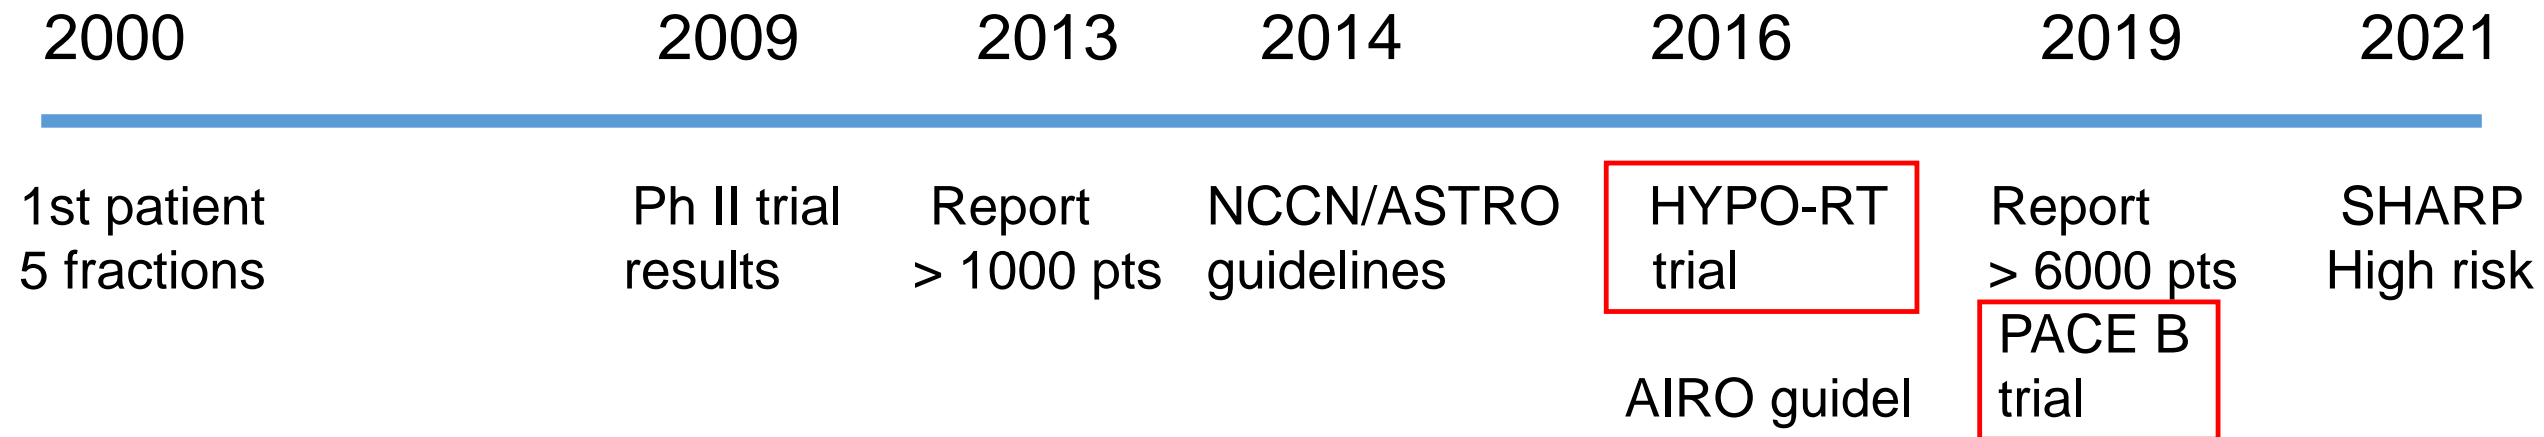 2000 2009 2013 2014 2016 2019 2021
1st patient Ph II trial Report NCCN/ASTRO HYPO-RT Report SHARP
5 fractions results > 1000 pts guidelines trial > 6000 pts High risk
PACE B
AIRO guidel trial